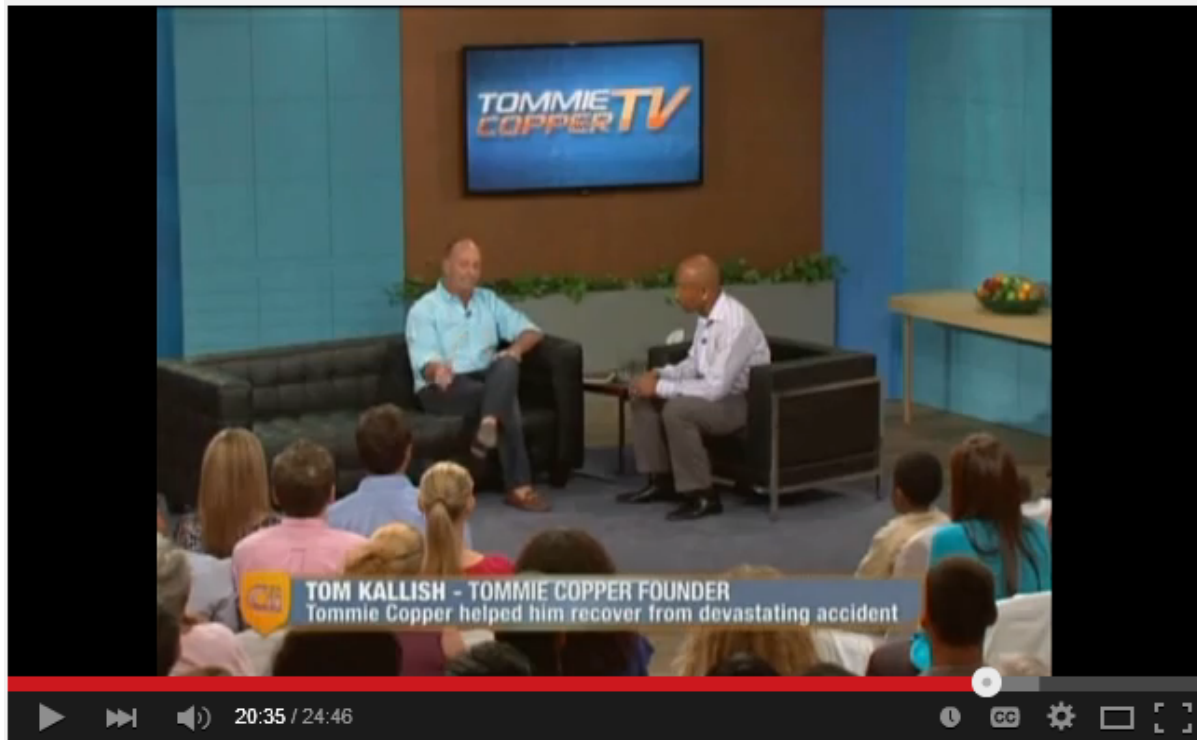 TOMMIE
COPPER TV
TOM KALLISH - TOMMIE COPPER FOUNDER
Tommie Copper helped him recover from devastating accident
20:35 / 24:46
CC